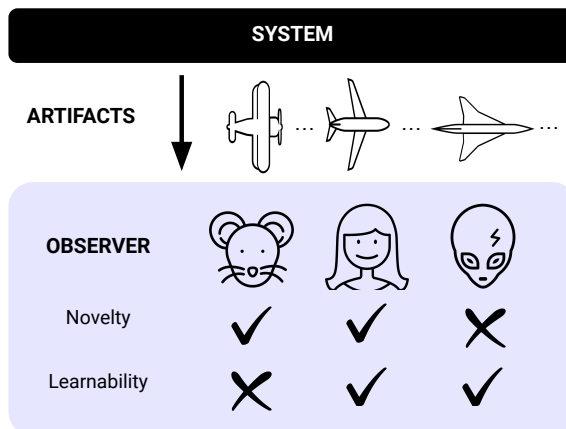 SYSTEM
ARTIFACTS
... ... ...
OBSERVER
Novelty
Learnability